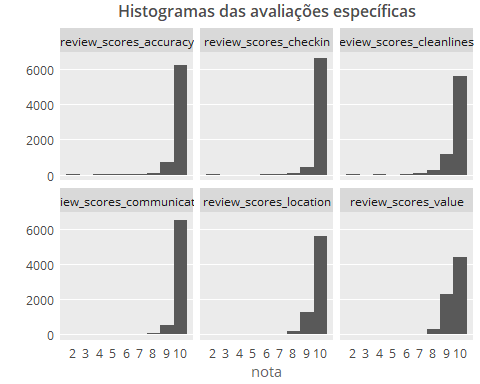 Histogramas das avaliações específicas
review_scores_accuracy review_scores_checkin eview_scores_cleanlines
6000
4000
2000
0
iew_scores_communicat review_scores_location review_scores_value
6000
4000
2000
0
2 3 4 5 6 7 8 9 10 2 3 4 5 6 7 8 9 10 2 3 4 5 6 7 8 9 10
nota